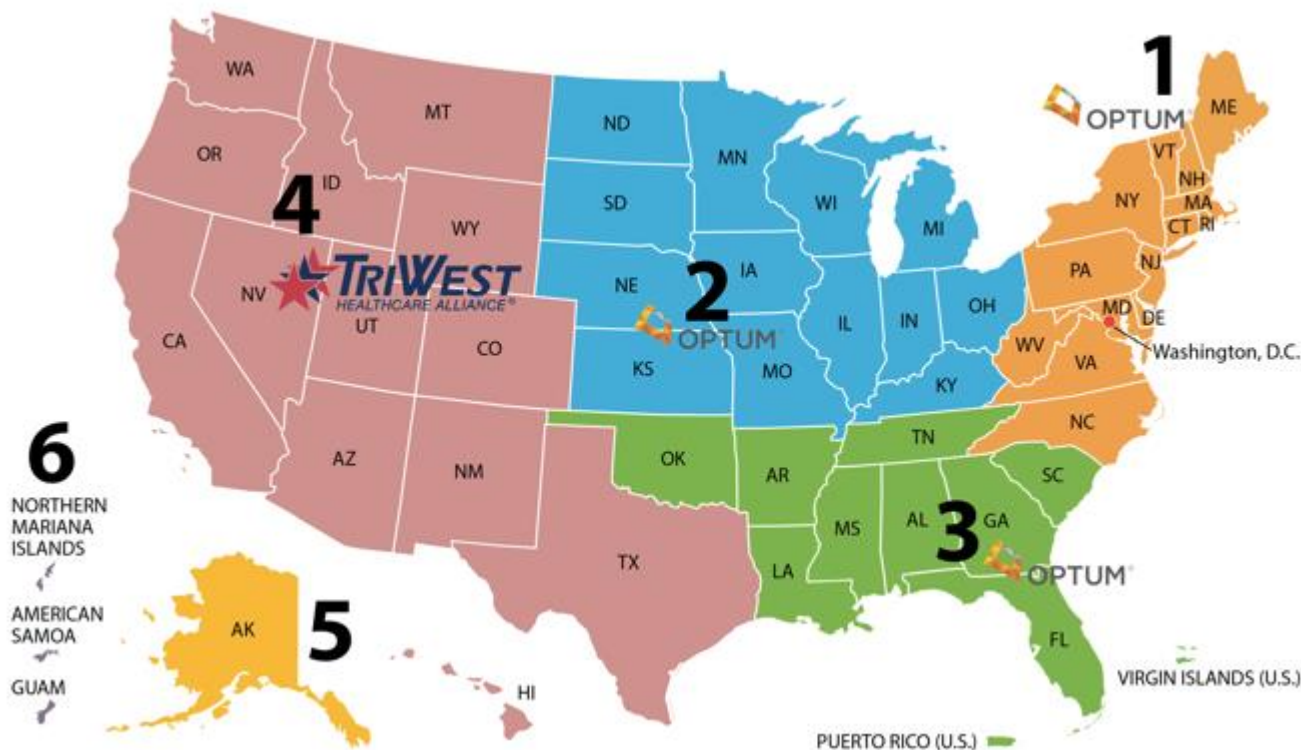 1
OPTUM®
ME
VT
NH
NY
MA
CT
RI
PA
NJ
MD
DE
Washington, D.C.
WV
VA
NC
WA
MT
OR
ID
4
WY
TRIWEST
HEALTHCARE ALLIANCE®
NV
UT
CA
CO
AZ
NM
TX
HI
ND
MN
SD
WI
MI
NE
IA
2
OPTUM®
IL
IN
OH
KS
MO
KY
OK
AR
TN
SC
MS
AL
GA
3
OPTUM®
LA
FL
VIRGIN ISLANDS (U.S.)
PUERTO RICO (U.S.)
6
NORTHERN
MARIANA
ISLANDS
AMERICAN
SAMOA
GUAM
AK
5